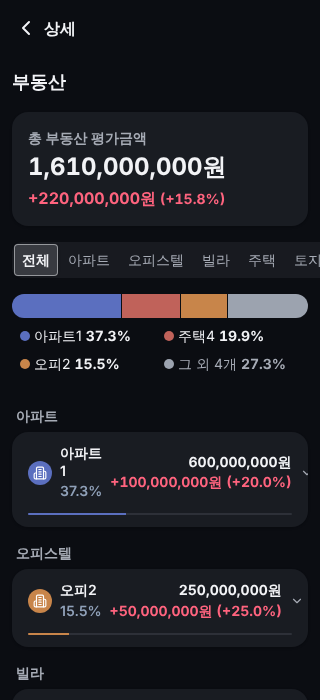 상세
부동산
총 부동산 평가금액
1,610,000,000원
+220,000,000원 (+15.8%)
전체 아파트 오피스텔 빌라 주택 토지
아파트1 37.3% 주택4 19.9%
오피2 15.5% 그 외 4개 27.3%
아파트
아파트
1
600,000,000원
37.3% +100,000,000원 (+20.0%)
오피스텔
오피2 250,000,000원
15.5% +50,000,000원 (+25.0%)
빌라